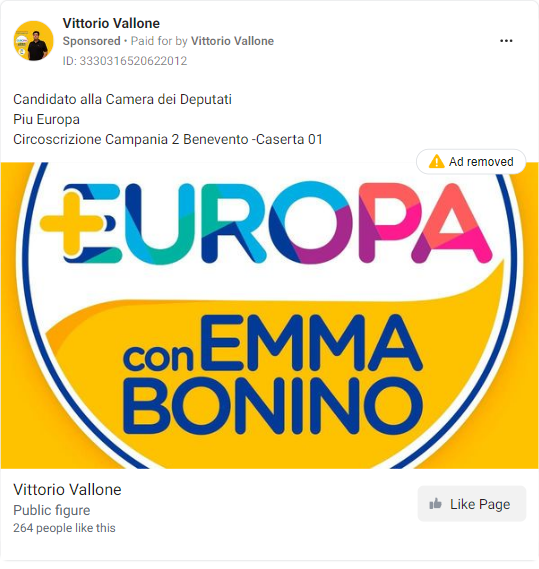 Vittorio Vallone
Sponsored • Paid for by Vittorio Vallone
ID: 3330316520622012
Candidato alla Camera dei Deputati
Piu Europa
Circoscrizione Campania 2 Benevento -Caserta 01
Ad removed
+EUROPA
con EMMA
BONINO
Vittorio Vallone
Public figure
264 people like this
Like Page